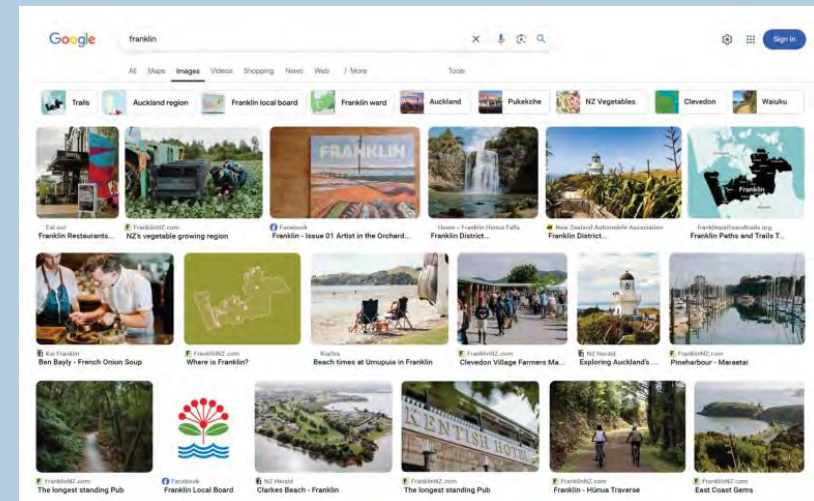 Google
franklin
Sign in
All Maps Images Videos Shopping News Web More Tools
Trails Auckland region Franklin local board Franklin ward Auckland Pukekohe NZ Vegetables Clevedon Waiuku
FRANKLIN
Franklin
Eat out
Franklin Restaurants...
FranklinNZ.com
NZ's vegetable growing region
Facebook
Franklin - Issue 01 Artist in the Orchard...
Home » Franklin Hunua Falls
Franklin District...
New Zealand Automobile Association
Franklin District...
franklinpathsandtrails.org
Franklin Paths and Trails T...
Kai Franklin
Ben Bayly - French Onion Soup
FranklinNZ.com
Where is Franklin?
KiaOra
Beach times at Umupuia in Franklin
FranklinNZ.com
Clevedon Village Farmers Ma...
NZ Herald
Exploring Auckland's ...
FranklinNZ.com
Pineharbour - Maraetai
KENTISH HOTEL
FranklinNZ.com
The longest standing Pub
Facebook
Franklin Local Board
NZ Herald
Clarkes Beach - Franklin
FranklinNZ.com
The longest standing Pub
FranklinNZ.com
Franklin - Hūnua Traverse
FranklinNZ.com
East Coast Gems